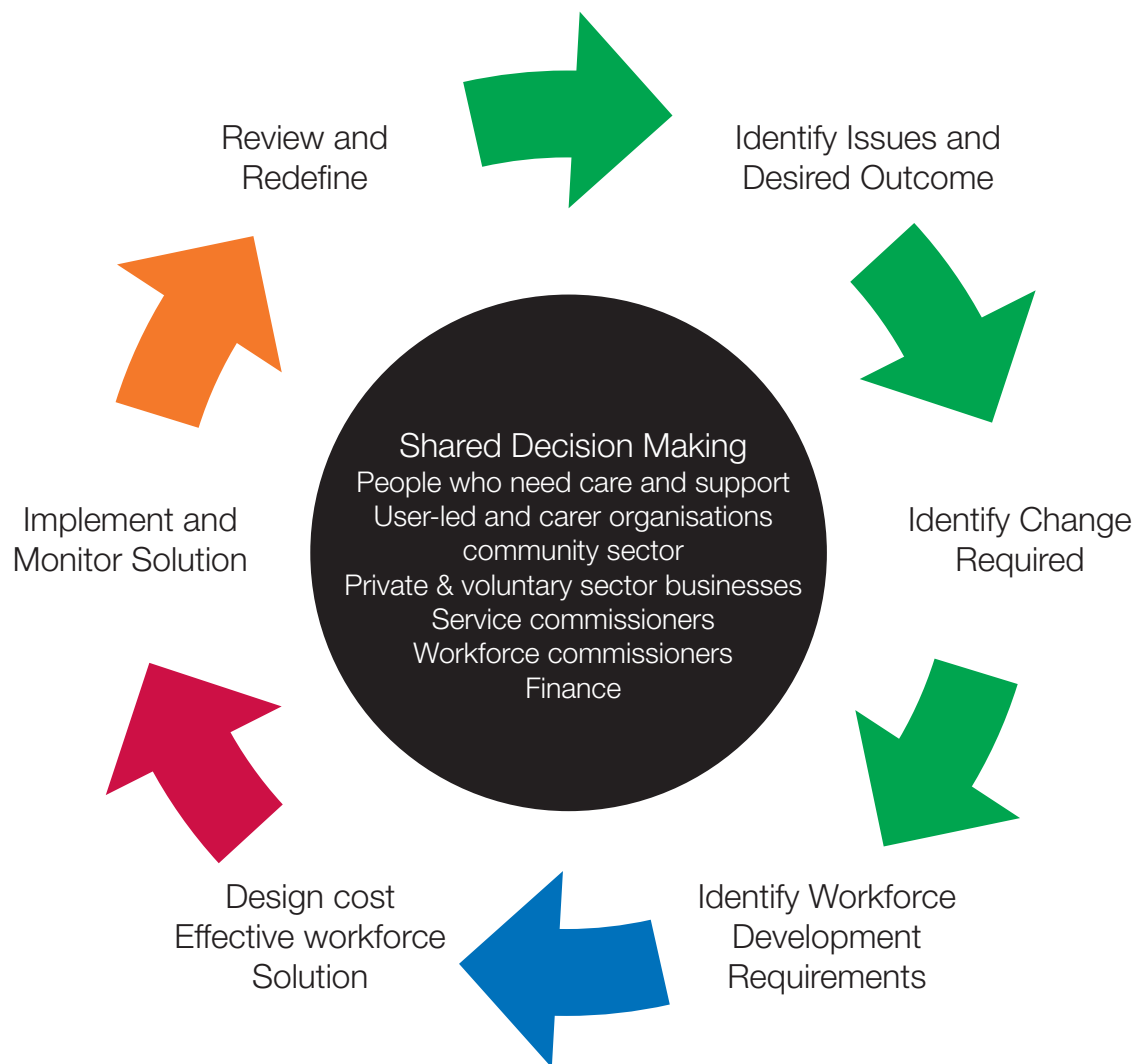 Review and
Redefine
Identify Issues and
Desired Outcome
Shared Decision Making
People who need care and support
User-led and carer organisations
community sector
Private & voluntary sector businesses
Service commissioners
Workforce commissioners
Finance
Implement and
Monitor Solution
Identify Change
Required
Design cost
Effective workforce
Solution
Identify Workforce
Development
Requirements